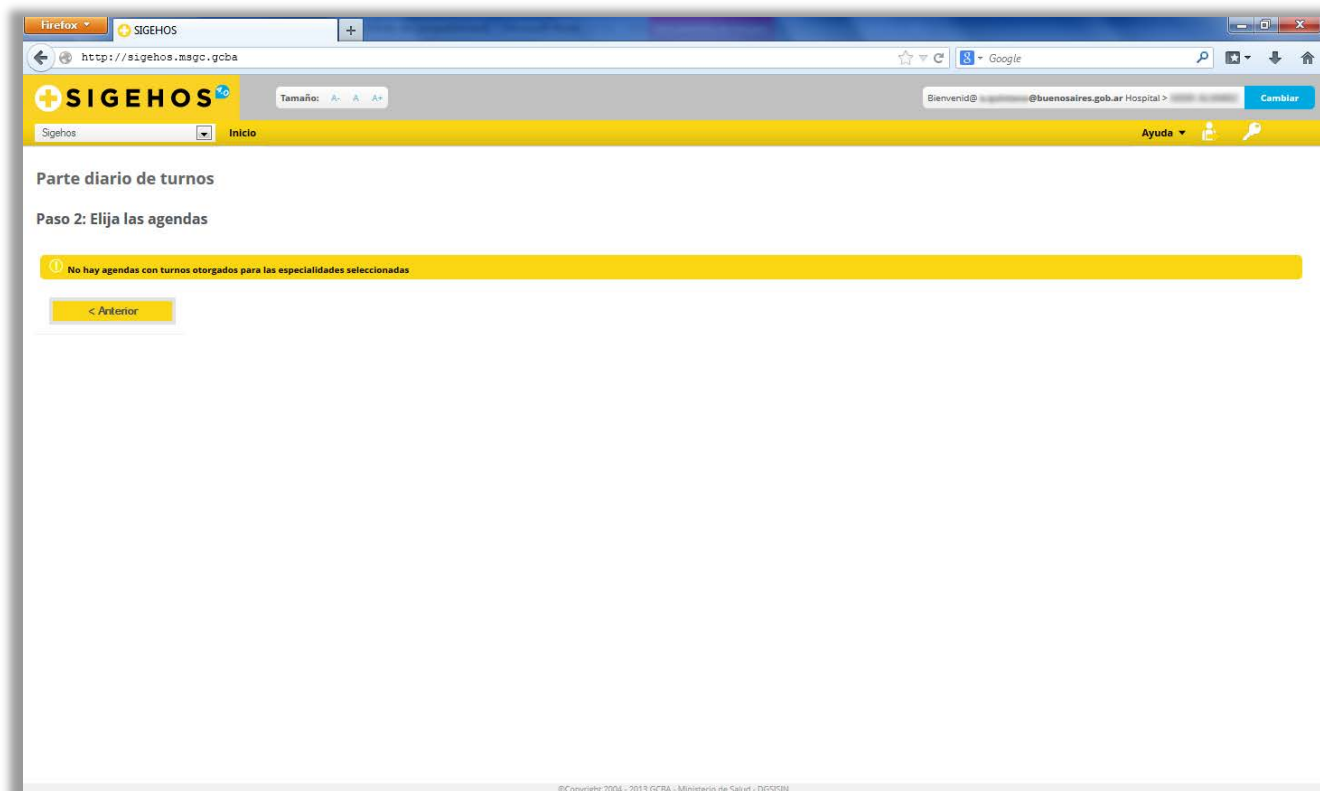 Firefox
SIGEHOS
+
http://sigehos.msgc.gcba
Google
SIGEHOS
Tamaño: A- A A+
Bienvenid@ @buenosaires.gob.ar Hospital >
Cambiar
Sigehos
Inicio
Ayuda
Parte diario de turnos
Paso 2: Elija las agendas
No hay agendas con turnos otorgados para las especialidades seleccionadas
< Anterior
©Copyright 2004 - 2013 GCBA - Ministerio de Salud - DGSISIN